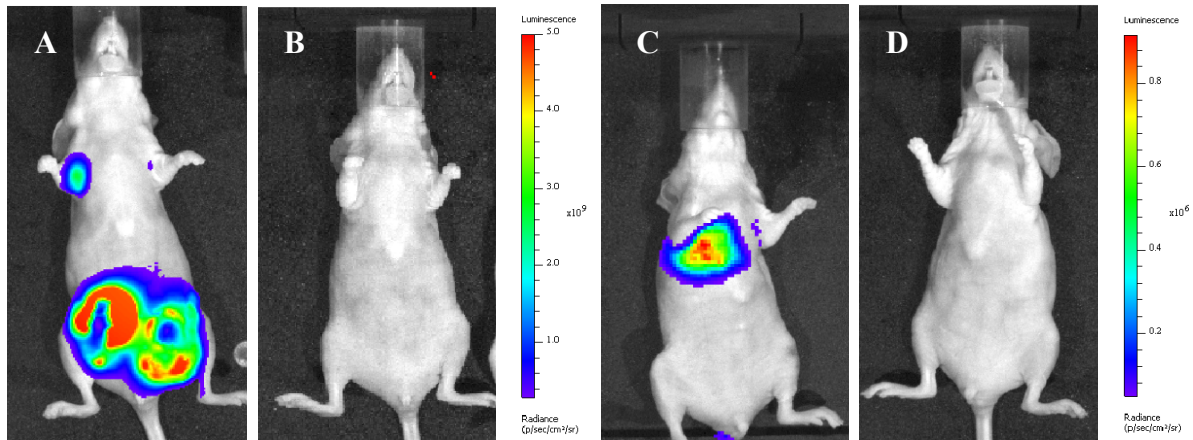 A
B
Luminescence
5.0
4.0
3.0
x10⁹
2.0
1.0
Radiance
(p/sec/cm²/sr)
C
D
Luminescence
0.8
0.6
x10⁶
0.4
0.2
Radiance
(p/sec/cm²/sr)